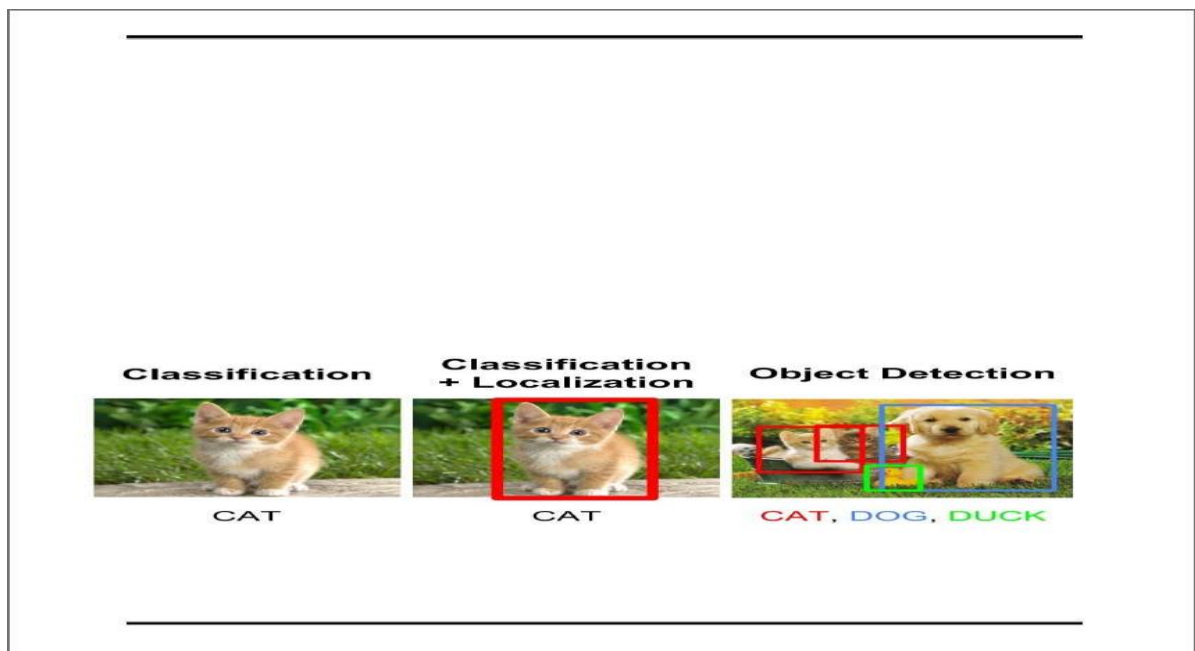 Classification
CAT
Classification
+ Localization
CAT
Object Detection
CAT, DOG, DUCK